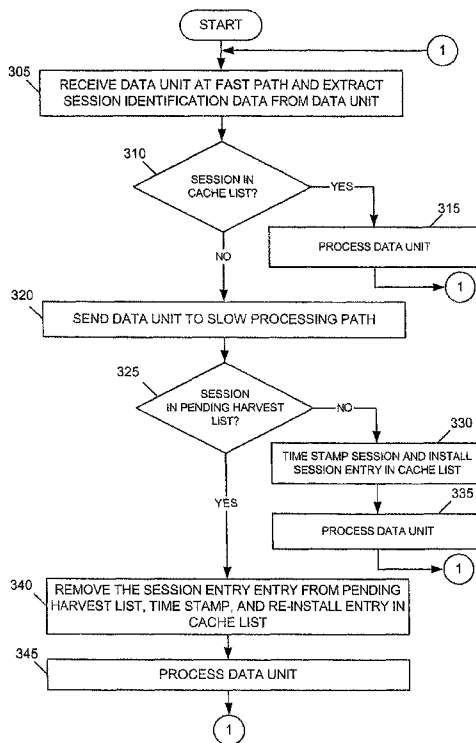 START
1
305
RECEIVE DATA UNIT AT FAST PATH AND EXTRACT
SESSION IDENTIFICATION DATA FROM DATA UNIT
310
SESSION IN
CACHE LIST?
YES
315
PROCESS DATA UNIT
NO
1
320
SEND DATA UNIT TO SLOW PROCESSING PATH
325
SESSION
IN PENDING HARVEST
LIST?
NO
330
TIME STAMP SESSION AND INSTALL
SESSION ENTRY IN CACHE LIST
335
YES
PROCESS DATA UNIT
1
340
REMOVE THE SESSION ENTRY ENTRY FROM PENDING
HARVEST LIST, TIME STAMP, AND RE-INSTALL ENTRY IN
CACHE LIST
345
PROCESS DATA UNIT
1